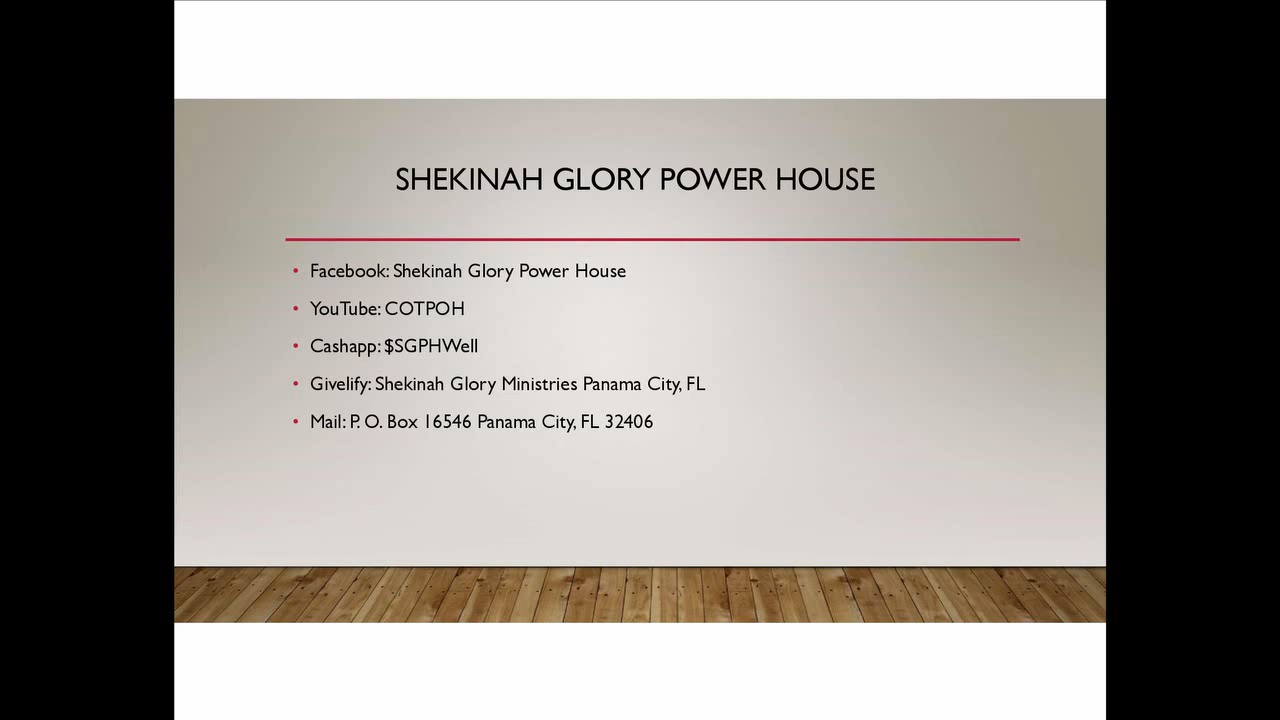 SHEKINAH GLORY POWER HOUSE
• Facebook: Shekinah Glory Power House
• YouTube: COTPOH
• Cashapp: $SGPHWell
• Givelify: Shekinah Glory Ministries Panama City, FL
• Mail: P. O. Box 16546 Panama City, FL 32406